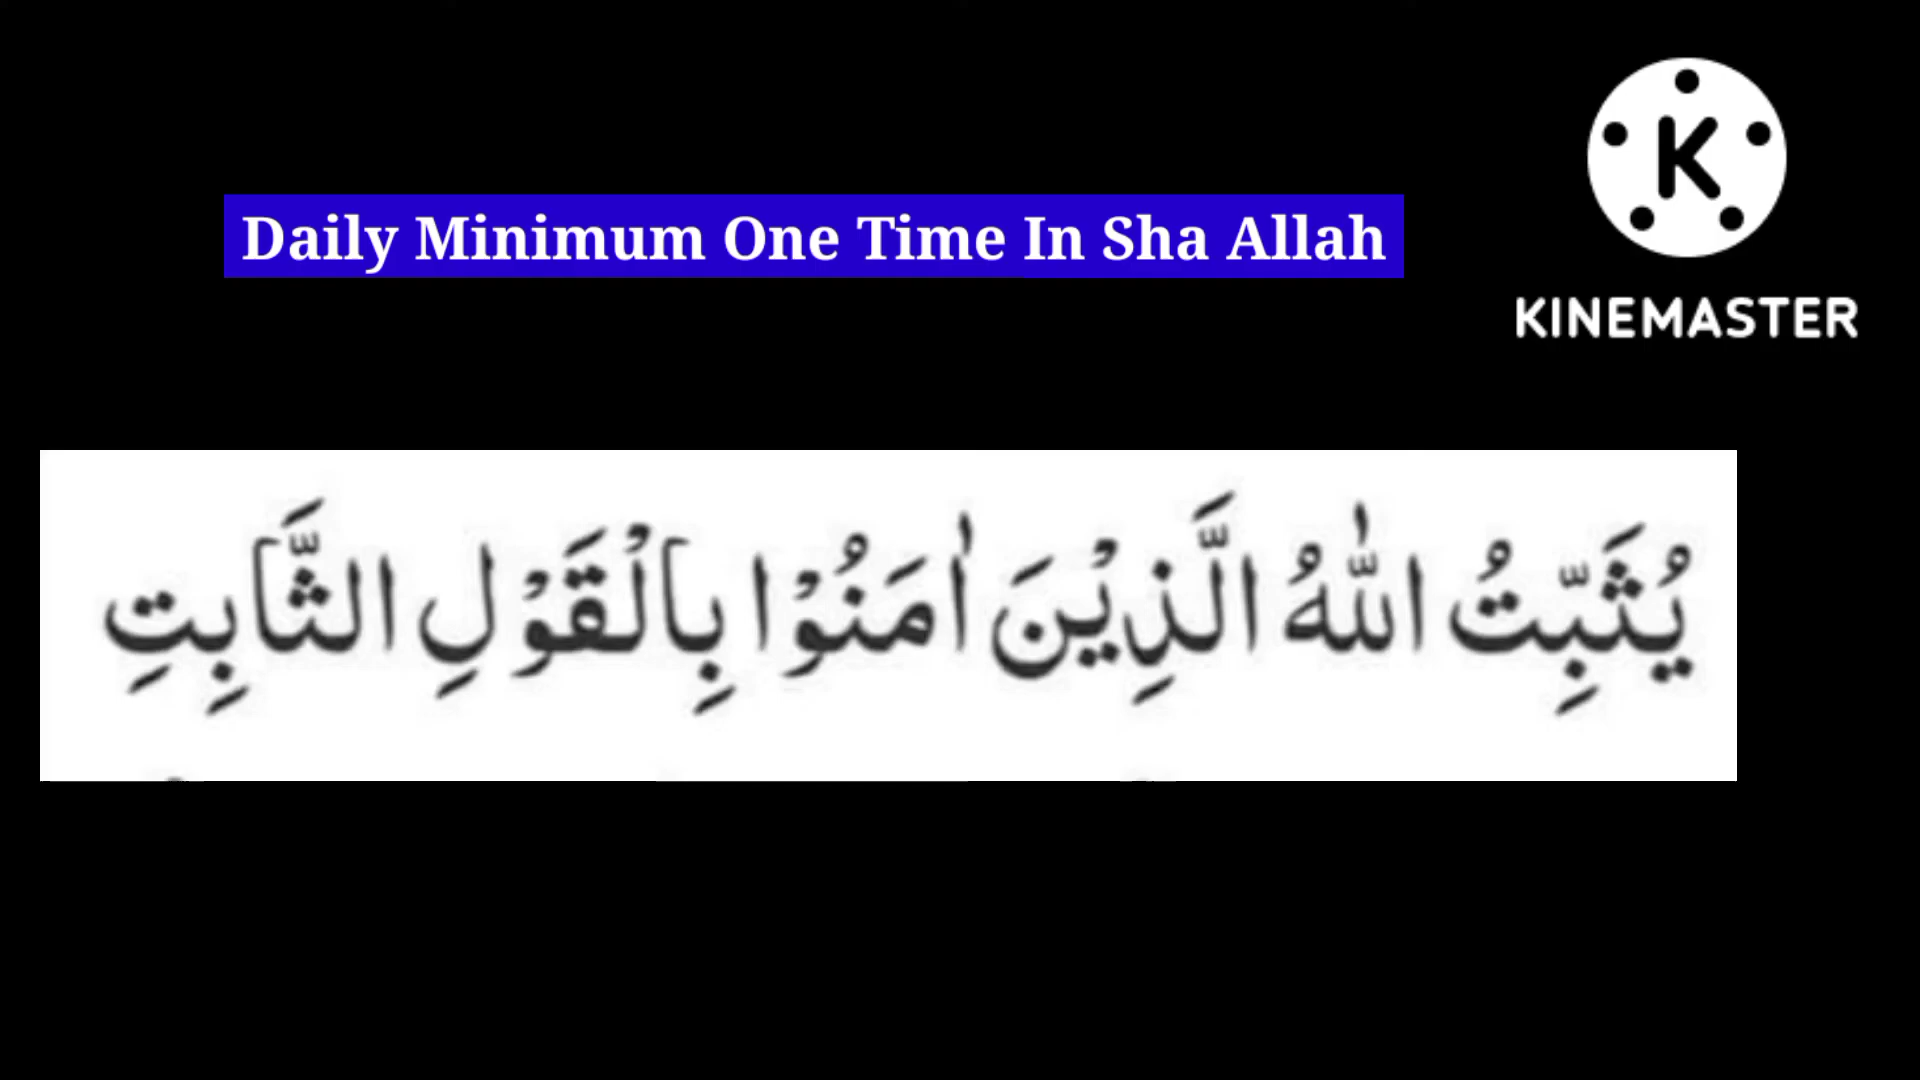 Daily Minimum One Time In Sha Allah
KINEMASTER
يُثَبِّتُ اللّٰهُ الَّذِيْنَ اٰمَنُوْا بِالْقَوْلِ الثَّابِتِ